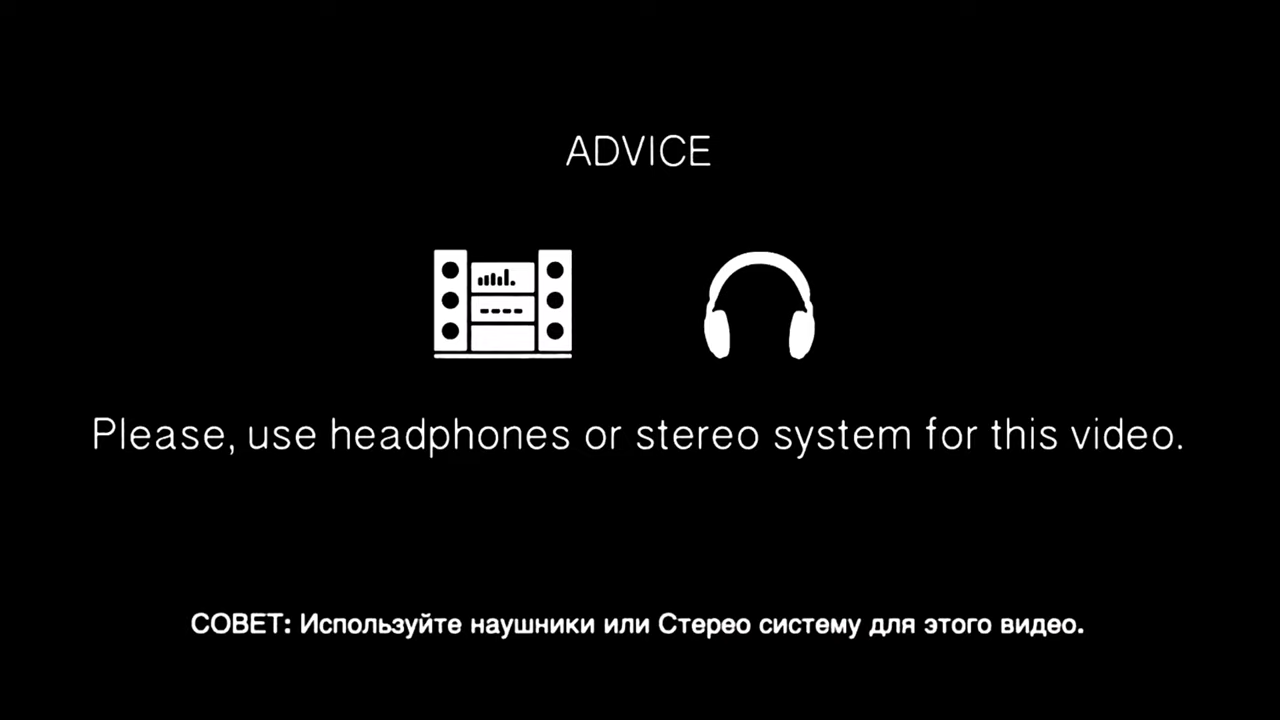 ADVICE
Please, use headphones or stereo system for this video.
СОВЕТ: Используйте наушники или Стерео систему для этого видео.